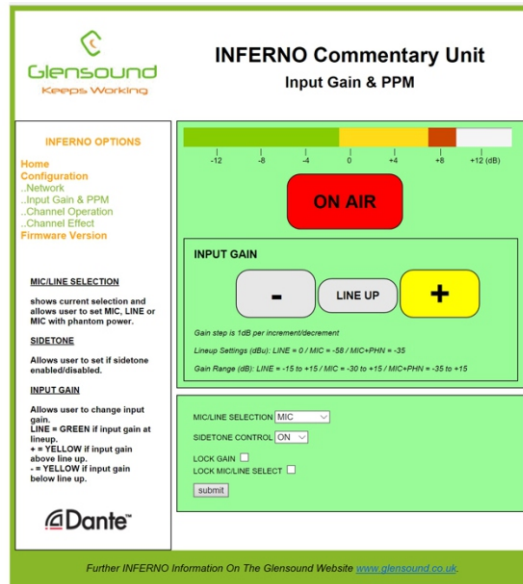 Glensound
Keeps Working
INFERNO Commentary Unit
Input Gain & PPM
INFERNO OPTIONS
Home
Configuration
..Network
..Input Gain & PPM
..Channel Operation
..Channel Effect
Firmware Version
MIC/LINE SELECTION
shows current selection and
allows user to set MIC, LINE or
MIC with phantom power.
SIDETONE
Allows user to set if sidetone
enabled/disabled.
INPUT GAIN
Allows user to change input
gain.
LINE = GREEN if input gain at
lineup.
+ = YELLOW if input gain
above line up.
- = YELLOW if input gain
below line up.
Dante™
-12 -8 -4 0 +4 +8 +12 (dB)
ON AIR
INPUT GAIN
- LINE UP +
Gain step is 1dB per increment/decrement
Lineup Settings (dBu): LINE = 0 / MIC = -58 / MIC+PHN = -35
Gain Range (dB): LINE = -15 to +15 / MIC = -30 to +15 / MIC+PHN = -35 to +15
MIC/LINE SELECTION MIC
SIDETONE CONTROL ON
LOCK GAIN
LOCK MIC/LINE SELECT
submit
Further INFERNO Information On The Glensound Website www.glensound.co.uk.